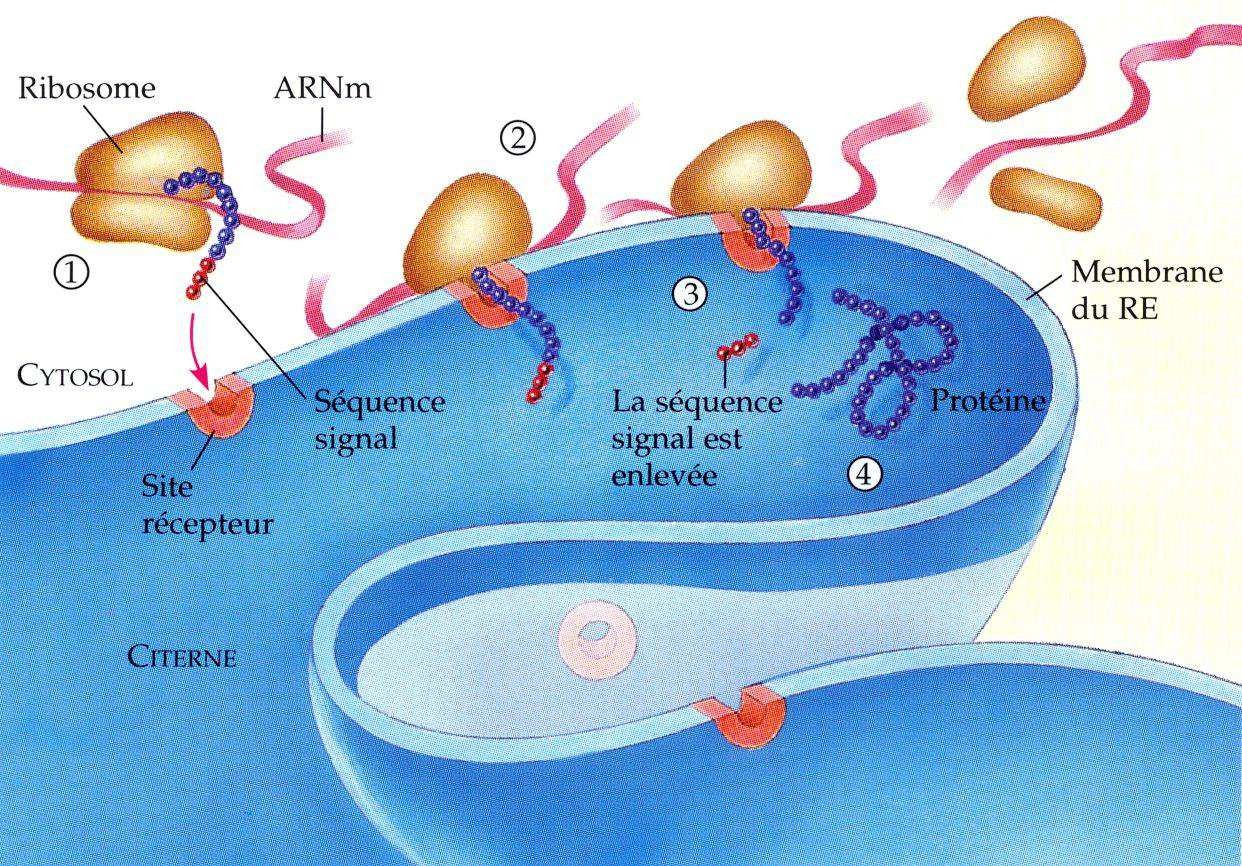 Ribosome
ARNm
②
①
③
Membrane
du RE
CYTOSOL
Séquence
signal
La séquence
signal est
enlevée
Protéine
④
Site
récepteur
CITERNE